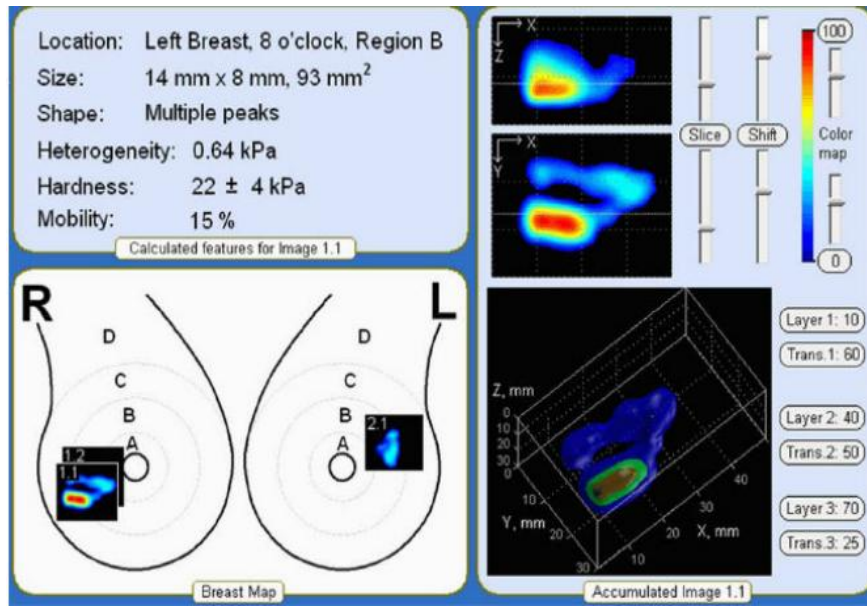 Location: Left Breast, 8 o'clock, Region B
Size: 14 mm x 8 mm, 93 mm²
Shape: Multiple peaks
Heterogeneity: 0.64 kPa
Hardness: 22 ± 4 kPa
Mobility: 15 %
Calculated features for Image 1.1
R
L
D
D
C
C
B
B
A
A
1.2
1.1
2.1
Breast Map
X
Z
X
Y
Slice
Shift
100
Color
map
0
Z, mm
0
10
20
30
0
10
20
30
Y, mm
10
20
30
40
X, mm
Layer 1: 10
Trans.1: 60
Layer 2: 40
Trans.2: 50
Layer 3: 70
Trans.3: 25
Accumulated Image 1.1